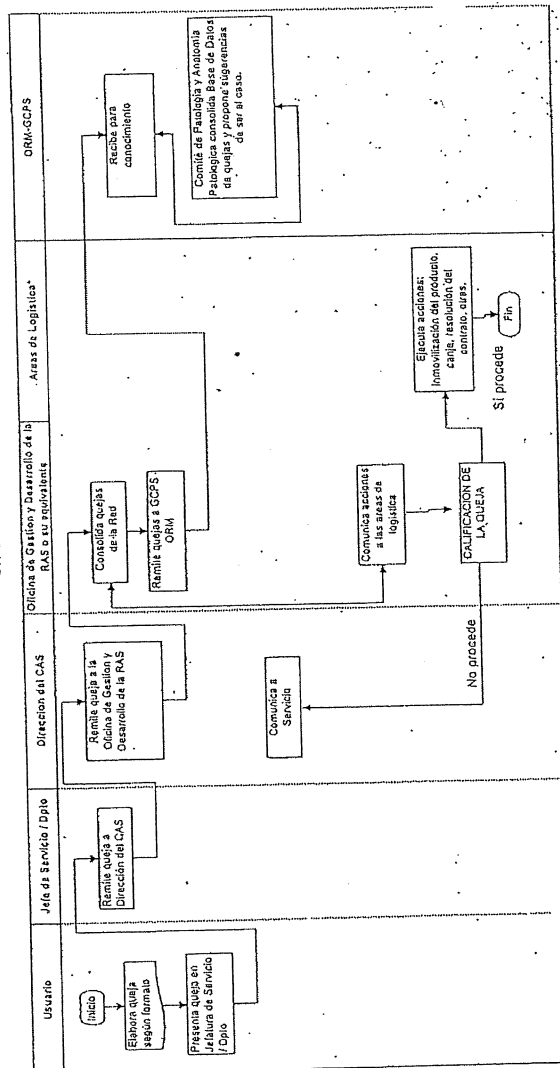 Usuario
Jefe de Servicio / Dpto
Direccion del CAS
Oficina de Gestion y Desarrollo de la
RAS o su equivalente
Areas de Logistica*
ORM-GCPS
Inicio
Elabora queja
según formato
Presenta queja en
Jefatura de Servicio
/ Dpto
Remite queja a
Dirección del CAS
Remite queja a la
Oficina de Gestion y
Desarrollo de la RAS
Comunica a
Servicio
No procede
Consolida quejas
de la Red
Remite quejas a GCPS
ORM
Comunica acciones
a las areas de
logística
CALIFICACION DE
LA QUEJA
Si procede
Ejecuta acciones:
Inmovilización del producto,
canje, resolución del
contrato, otras.
Fin
Recibe para
conocimiento
Comité de Patología y Anatomía
Patologica consolida Base de Datos
de quejas y propone sugerencias
de ser el caso.